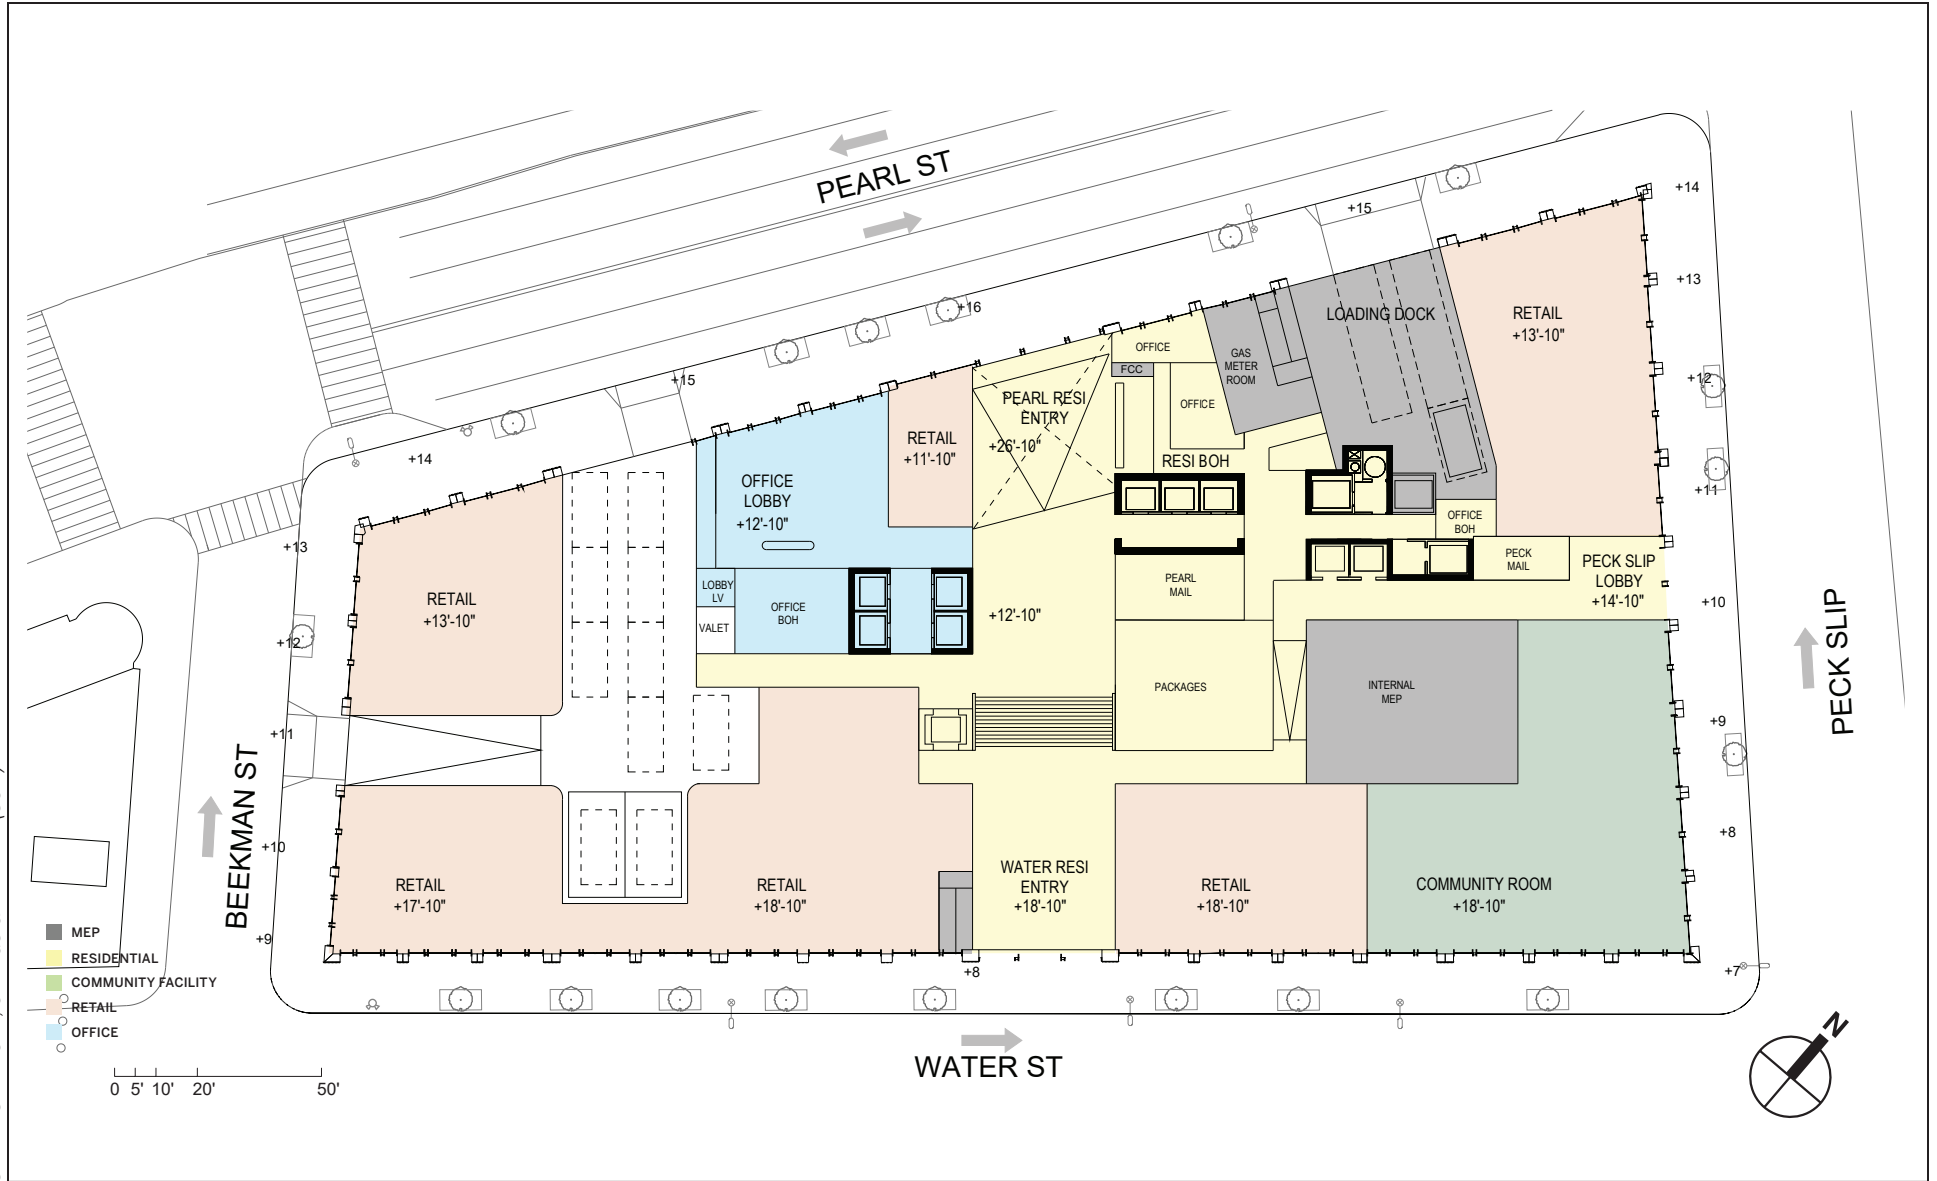 PEARL ST
+14
+15
+13
+16
LOADING DOCK
RETAIL
+13'-10"
OFFICE
GAS
METER
ROOM
FCC
+15
+12
PEARL RESI
ENTRY
+26'-10"
OFFICE
RETAIL
+11'-10"
RESI BOH
+14
OFFICE
LOBBY
+12'-10"
+11
OFFICE
BOH
+13
PECK
MAIL
PECK SLIP
LOBBY
+14'-10"
PEARL
MAIL
LOBBY
LV
OFFICE
BOH
RETAIL
+13'-10"
+12'-10"
+10
VALET
+12
PECK SLIP
PACKAGES
INTERNAL
MEP
+9
+11
BEEKMAN ST
+8
+10
RETAIL
+17'-10"
RETAIL
+18'-10"
WATER RESI
ENTRY
+18'-10"
RETAIL
+18'-10"
COMMUNITY ROOM
+18'-10"
+9
+8
+7
MEP
RESIDENTIAL
COMMUNITY FACILITY
RETAIL
OFFICE
WATER ST
N
0 5' 10' 20' 50'